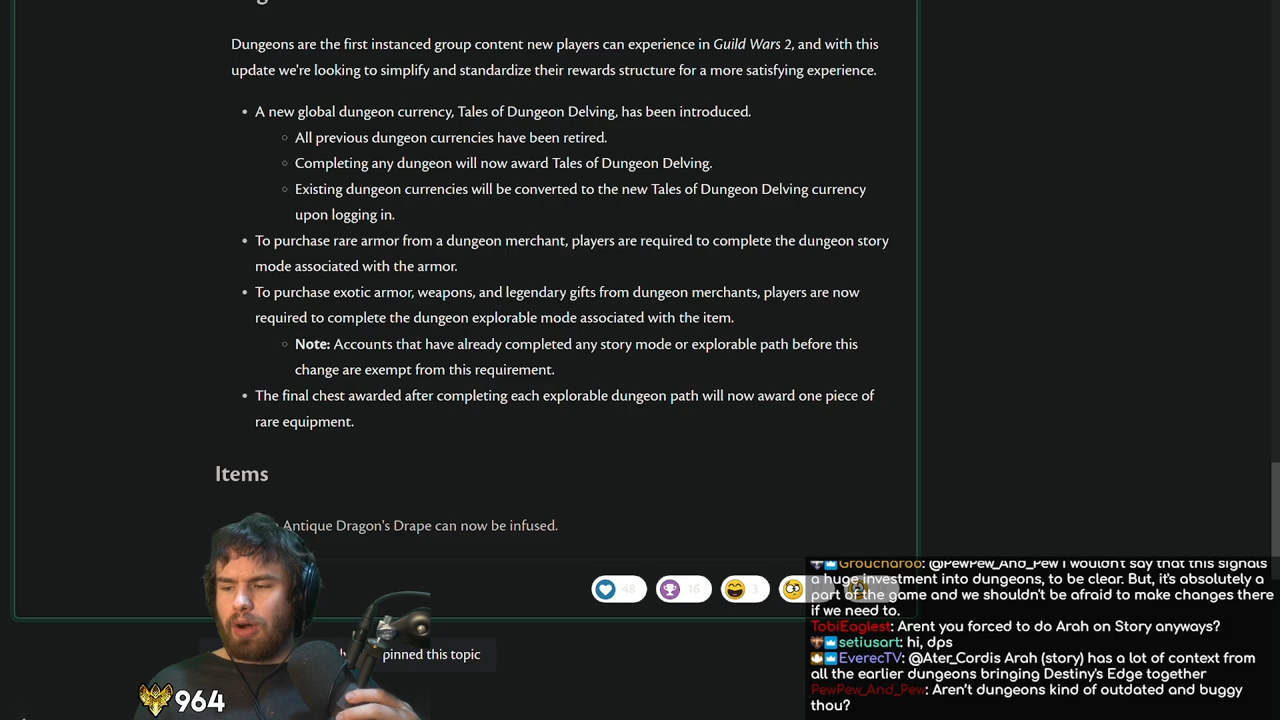 Dungeons are the first instanced group content new players can experience in Guild Wars 2, and with this
update we're looking to simplify and standardize their rewards structure for a more satisfying experience.
• A new global dungeon currency, Tales of Dungeon Delving, has been introduced.
○ All previous dungeon currencies have been retired.
○ Completing any dungeon will now award Tales of Dungeon Delving.
○ Existing dungeon currencies will be converted to the new Tales of Dungeon Delving currency
upon logging in.
• To purchase rare armor from a dungeon merchant, players are required to complete the dungeon story
mode associated with the armor.
• To purchase exotic armor, weapons, and legendary gifts from dungeon merchants, players are now
required to complete the dungeon explorable mode associated with the item.
○ Note: Accounts that have already completed any story mode or explorable path before this
change are exempt from this requirement.
• The final chest awarded after completing each explorable dungeon path will now award one piece of
rare equipment.
Items
Antique Dragon's Drape can now be infused.
48 16 3
pinned this topic
964
Groucharoo: @PewPew_And_Pew I wouldnt say that this signals
a huge investment into dungeons, to be clear. But, it's absolutely a
part of the game and we shouldn't be afraid to make changes there
if we need to.
TobiEaglest: Arent you forced to do Arah on Story anyways?
setiusart: hi, dps
EverecTV: @Ater_Cordis Arah (story) has a lot of context from
all the earlier dungeons bringing Destiny's Edge together
PewPew_And_Pew: Aren't dungeons kind of outdated and buggy
thou?